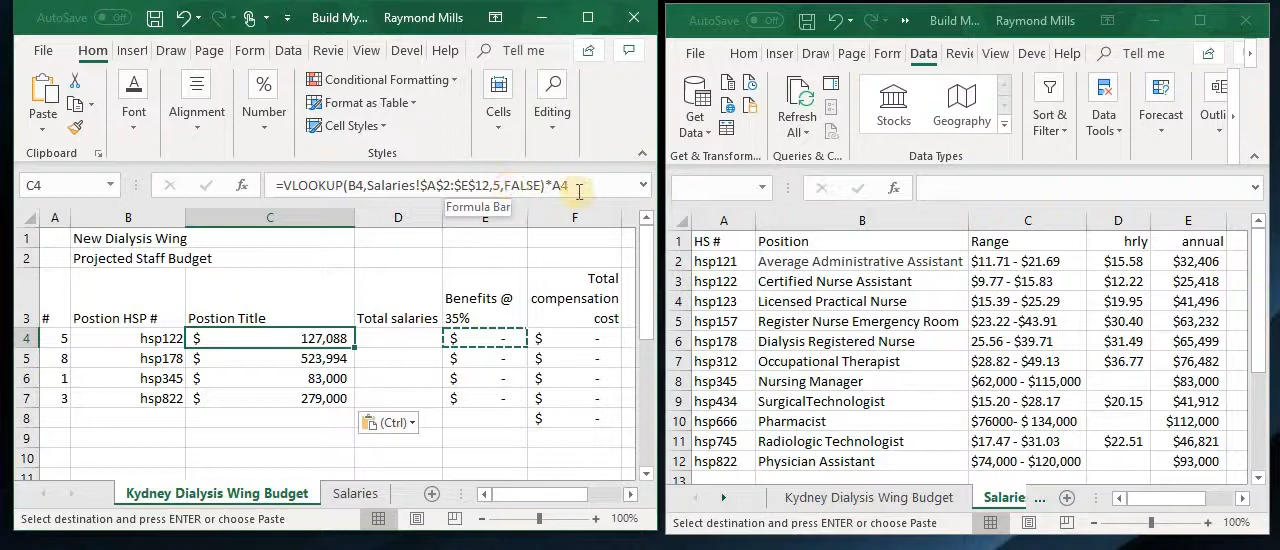 AutoSave Off Build My... Raymond Mills
File Hom Insert Draw Page Form Data Revie View Devel Help Tell me
Paste Font Alignment Number Conditional Formatting Format as Table Cell Styles Cells Editing
Clipboard Styles
C4 fx =VLOOKUP(B4,Salaries!$A$2:$E$12,5,FALSE)*A4
Formula Bar
A B C D E F
1 New Dialysis Wing
2 Projected Staff Budget
3 # Postion HSP # Postion Title Total salaries Benefits @ 35% Total compensation cost
4 5 hsp122 $ 127,088 $ - $ -
5 8 hsp178 $ 523,994 $ - $ -
6 1 hsp345 $ 83,000 $ - $ -
7 3 hsp822 $ 279,000 $ - $ -
8 $ -
(Ctrl)
9
10
11
Kydney Dialysis Wing Budget Salaries
Select destination and press ENTER or choose Paste 100%
AutoSave Off Build M... Raymond Mills
File Hom Inser Draw Page Forr Data Revie View Deve Help Tell me
Get Data Refresh All Stocks Geography Sort & Filter Data Tools Forecast Outli
Get & Transform... Queries & C... Data Types
fx
A B C D E
1 HS # Position Range hrly annual
2 hsp121 Average Administrative Assistant $11.71 - $21.69 $15.58 $32,406
3 hsp122 Certified Nurse Assistant $9.77 - $15.83 $12.22 $25,418
4 hsp123 Licensed Practical Nurse $15.39 - $25.29 $19.95 $41,496
5 hsp157 Register Nurse Emergency Room $23.22 -$43.91 $30.40 $63,232
6 hsp178 Dialysis Registered Nurse 25.56 - $39.71 $31.49 $65,499
7 hsp312 Occupational Therapist $28.82 - $49.13 $36.77 $76,482
8 hsp345 Nursing Manager $62,000 - $115,000 $83,000
9 hsp434 SurgicalTechnologist $15.20 - $28.17 $20.15 $41,912
10 hsp666 Pharmacist $76000- $ 134,000 $112,000
11 hsp745 Radiologic Technologist $17.47 - $31.03 $22.51 $46,821
12 hsp822 Physician Assistant $74,000 - $120,000 $93,000
13
Kydney Dialysis Wing Budget Salarie ...
Select destination and press ENTER or choose Paste 100%